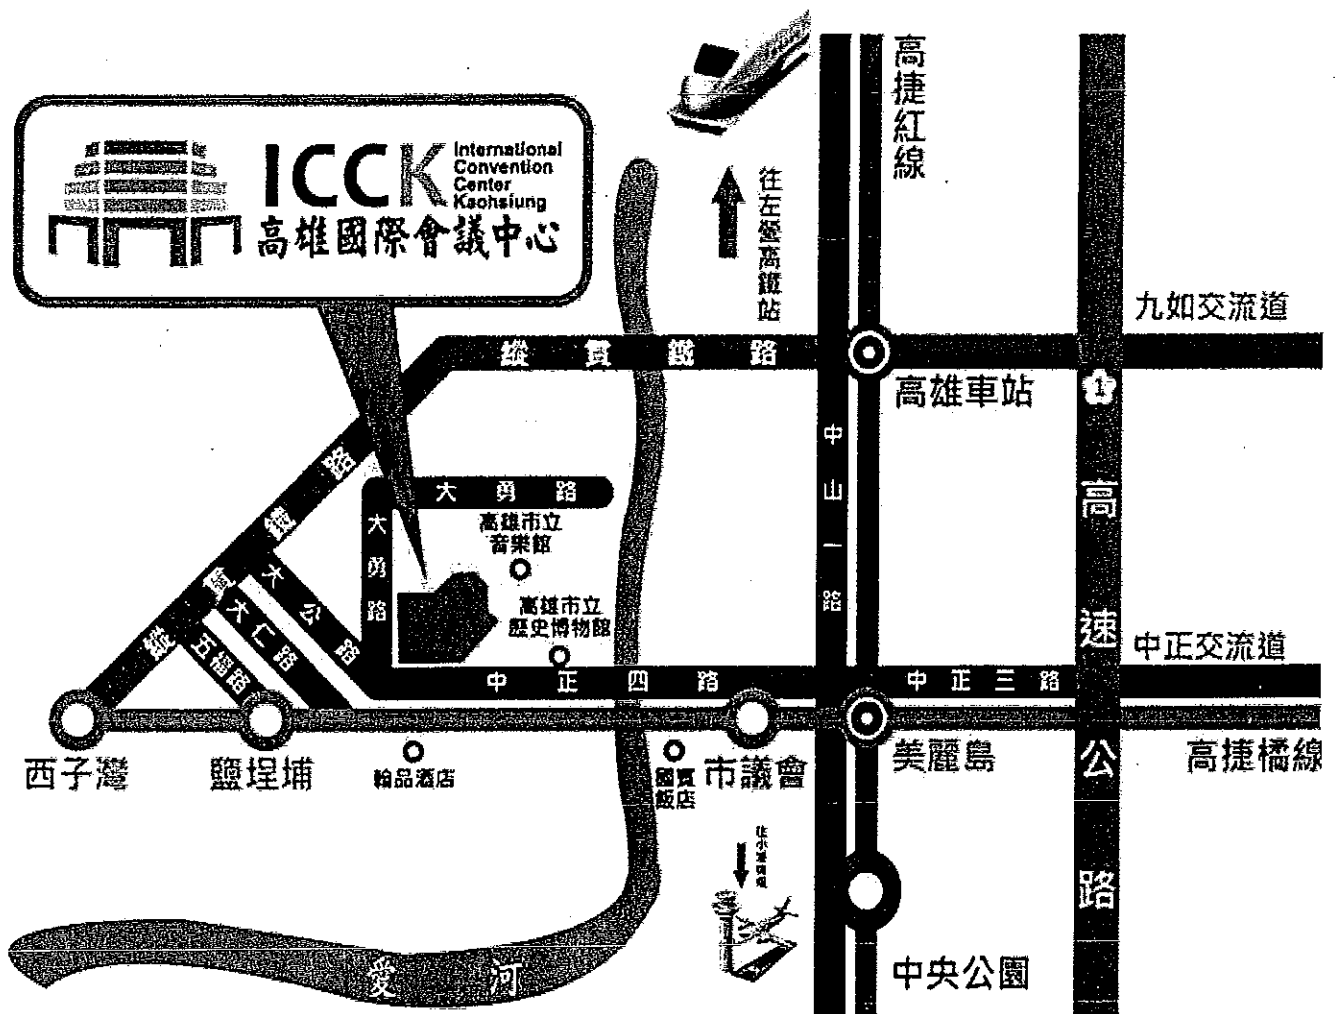 高捷紅線
ICCK
International
Convention
Center
Kaohsiung
高雄國際會議中心
往左營高鐵站
九如交流道
縱貫鐵路
高雄車站
1
中山一路
縱貫鐵路
大勇路
大勇路
高雄市立
音樂館
高雄市立
歷史博物館
大公路
大仁路
五福路
高速公路
中正交流道
中正四路
中正三路
西子灣
鹽埕埔
翰品酒店
國賓
飯店
市議會
美麗島
高捷橘線
愛河
中央公園